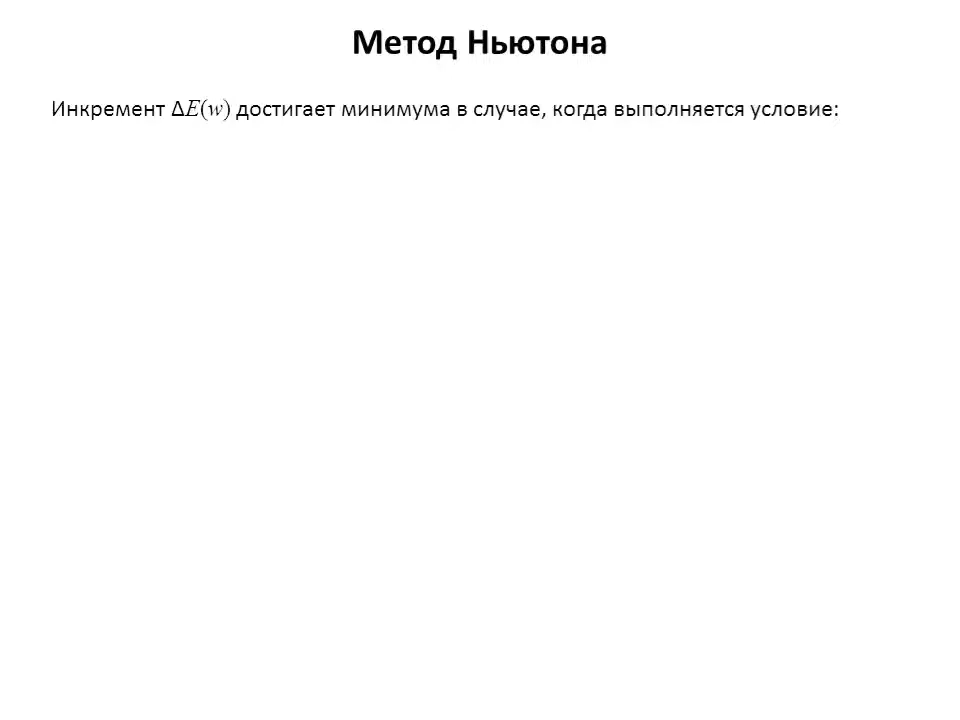 Метод Ньютона
Инкремент ΔE(w) достигает минимума в случае, когда выполняется условие: